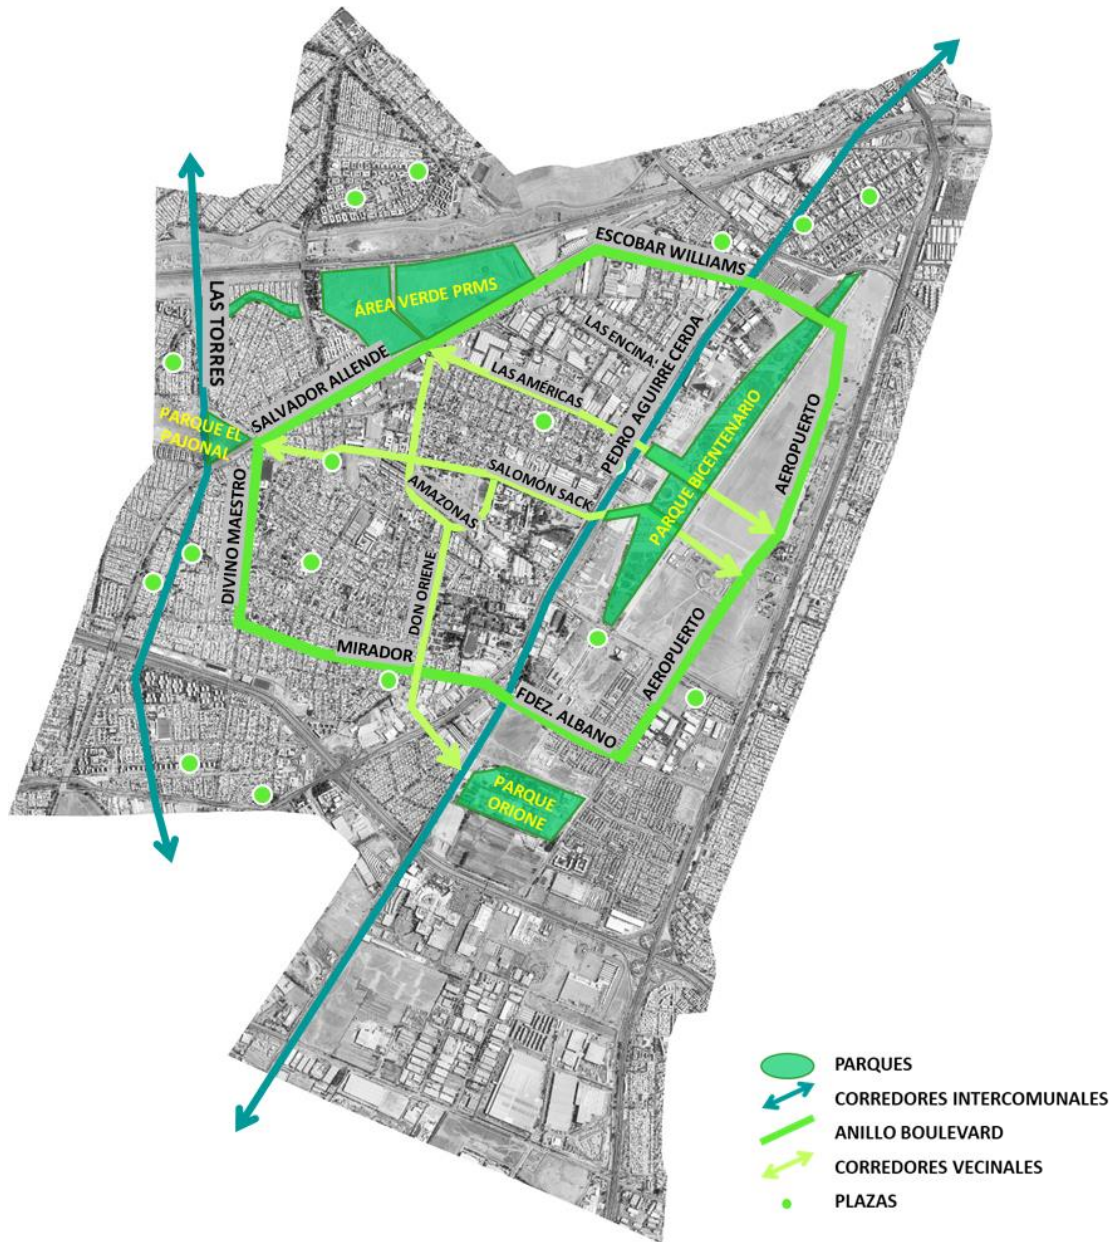 ESCOBAR WILLIAMS
LAS TORRES
ÁREA VERDE PRMS
LAS ENCINA
PEDRO AGUIRRE CERDA
SALVADOR ALLENDE
LAS AMÉRICAS
PARQUE EL
PAJONAL
PARQUE BICENTENARIO
AEROPUERTO
DIVINO MAESTRO
AMAZONAS
SALOMÓN SACK
DON ORIENE
MIRADOR
AEROPUERTO
FDEZ. ALBANO
PARQUE
ORIONE
PARQUES
CORREDORES INTERCOMUNALES
ANILLO BOULEVARD
CORREDORES VECINALES
PLAZAS